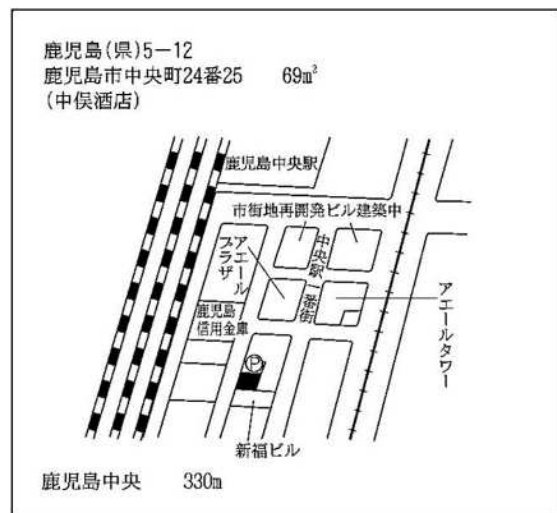 鹿児島(県)5－12
鹿児島市中央町24番25　69㎡
(中俣酒店)
鹿児島中央駅
市街地再開発ビル建築中
中央駅一番街
アエールプラザ
アエールタワー
鹿児島
信用金庫
P
新福ビル
鹿児島中央　330m